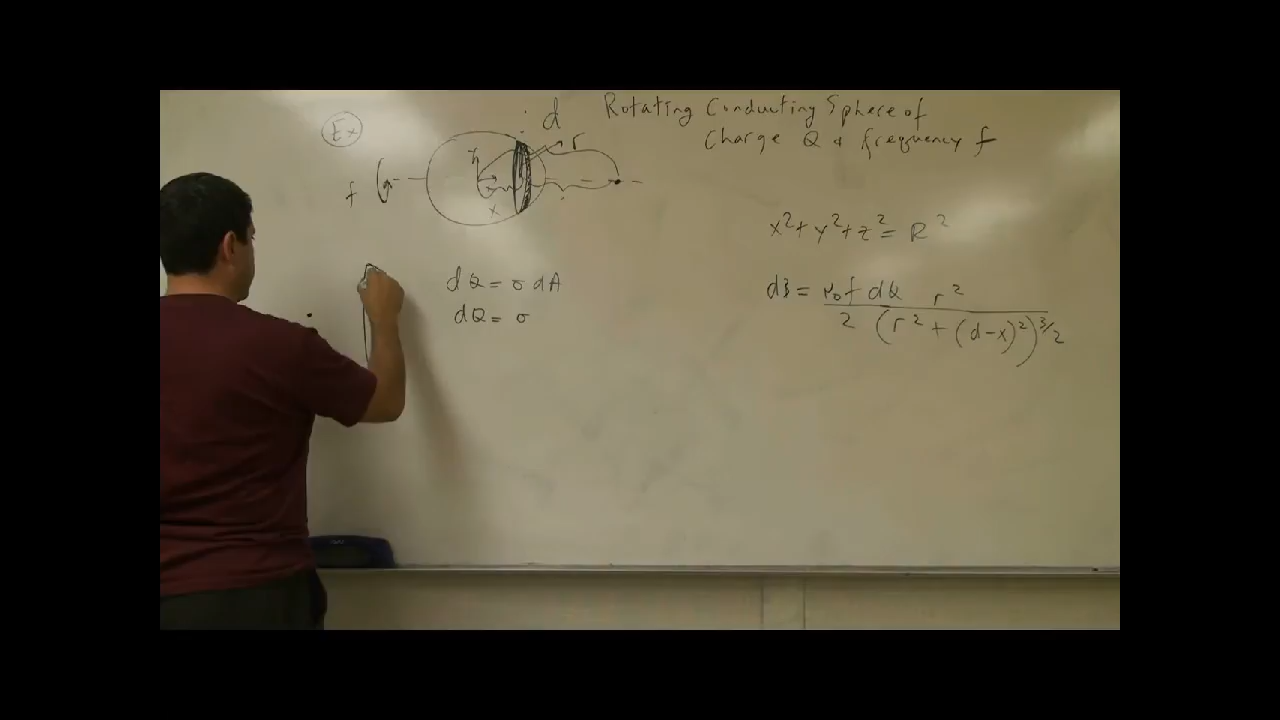 Ex
Rotating Conducting Sphere of
Charge Q + frequency f
d
r
f
x
x² + y² + z² = R²
dQ = σ dA
dQ = σ
dB = μ₀ f dQ r² / 2 (r² + (d-x)²)^3/2